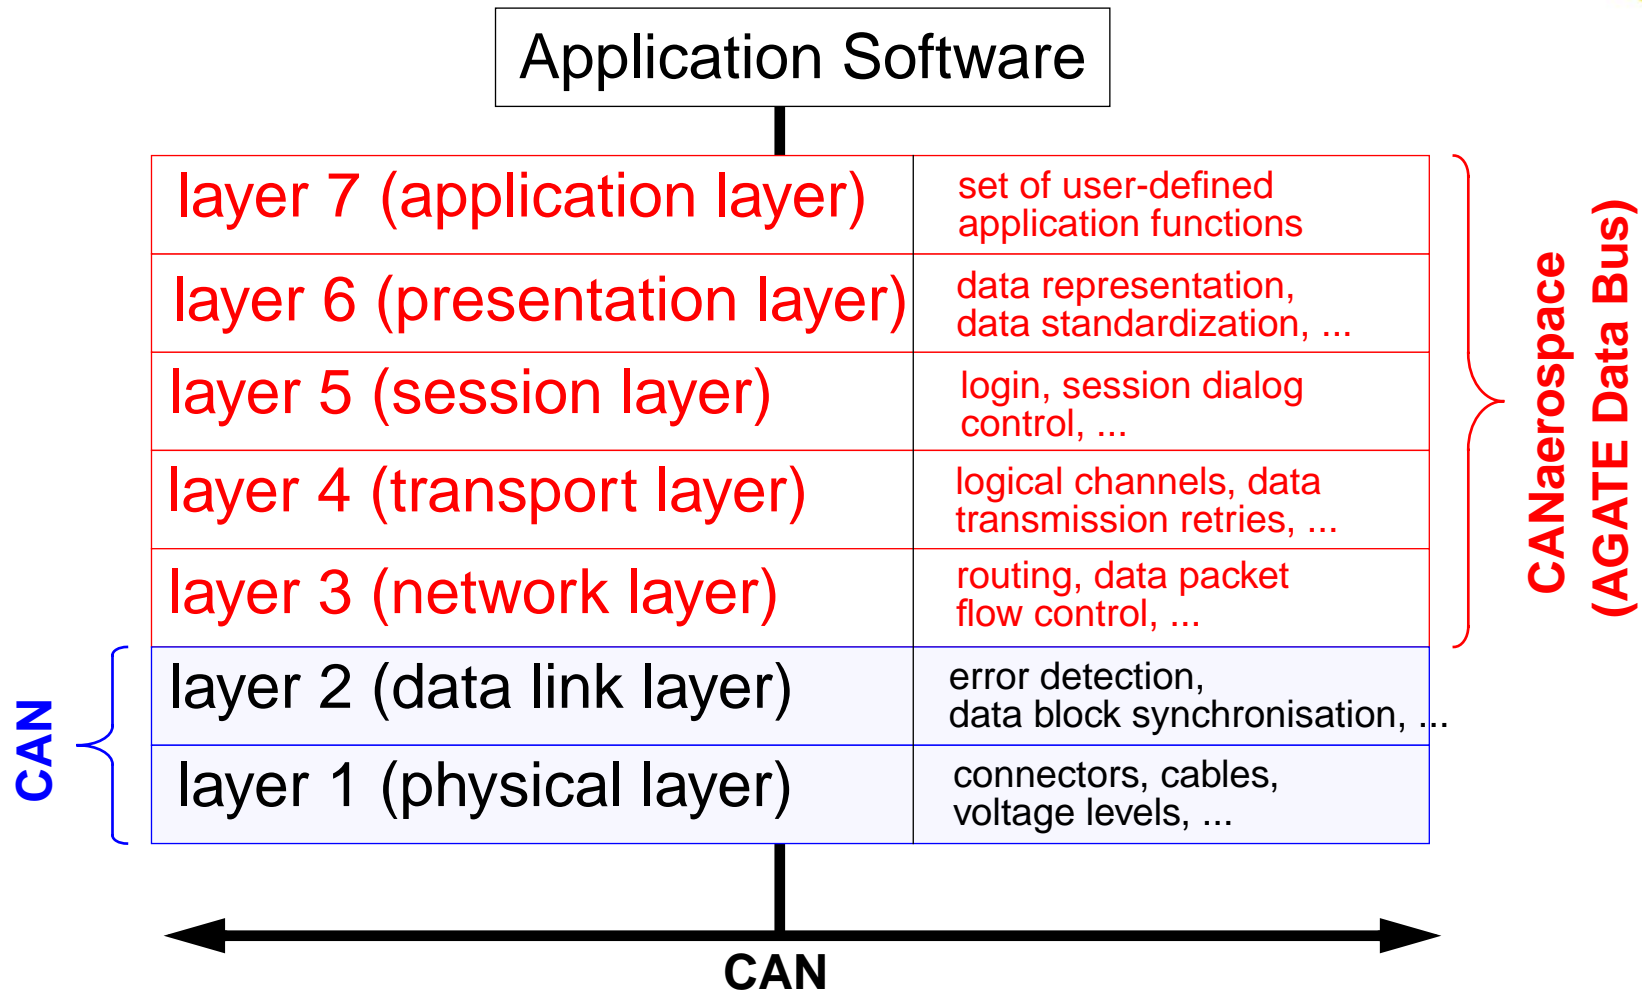 Application Software
layer 7 (application layer)
set of user-defined
application functions
layer 6 (presentation layer)
data representation,
data standardization, ...
layer 5 (session layer)
login, session dialog
control, ...
layer 4 (transport layer)
logical channels, data
transmission retries, ...
layer 3 (network layer)
routing, data packet
flow control, ...
layer 2 (data link layer)
error detection,
data block synchronisation, ...
layer 1 (physical layer)
connectors, cables,
voltage levels, ...
CANaerospace
(AGATE Data Bus)
CAN
CAN